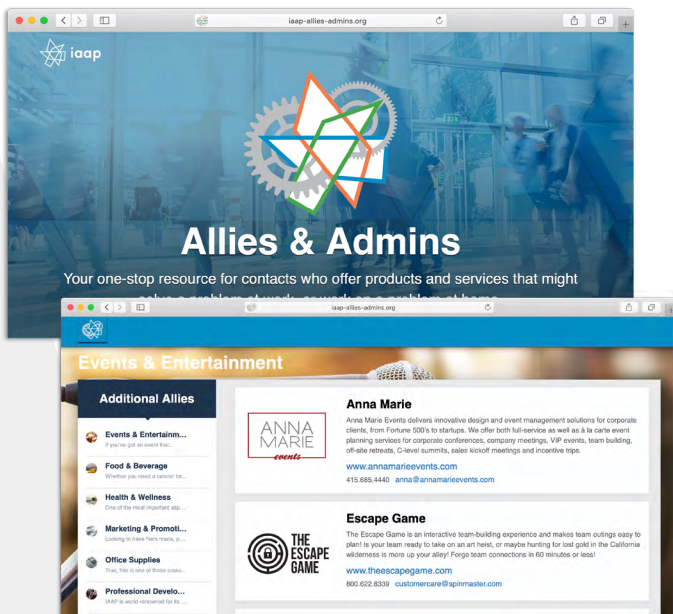 iaap-allies-admins.org
iaap
Allies & Admins
Your one-stop resource for contacts who offer products and services that might
iaap-allies-admins.org
Events & Entertainment
Additional Allies
Events & Entertainm...
If you've got an event that...
Food & Beverage
Whether you need a caterer for...
Health & Wellness
One of the most important asp...
Marketing & Promoti...
Looking to have fliers made, p...
Office Supplies
True, this is one of those areas...
Professional Develo...
IAAP is world-renowned for its ...
ANNA
MARIE
events
Anna Marie
Anna Marie Events delivers innovative design and event management solutions for corporate
clients, from Fortune 500's to startups. We offer both full-service as well as à la carte event
planning services for corporate conferences, company meetings, VIP events, team building,
off-site retreats, C-level summits, sales kickoff meetings and incentive trips.
www.annamarieevents.com
415.685.4440 anna@annamarieevents.com
THE
ESCAPE
GAME
Escape Game
The Escape Game is an interactive team-building experience and makes team outings easy to
plan! Is your team ready to take on an art heist, or maybe hunting for lost gold in the California
wilderness is more up your alley! Forge team connections in 60 minutes or less!
www.theescapegame.com
800.622.8339 customercare@spinmaster.com